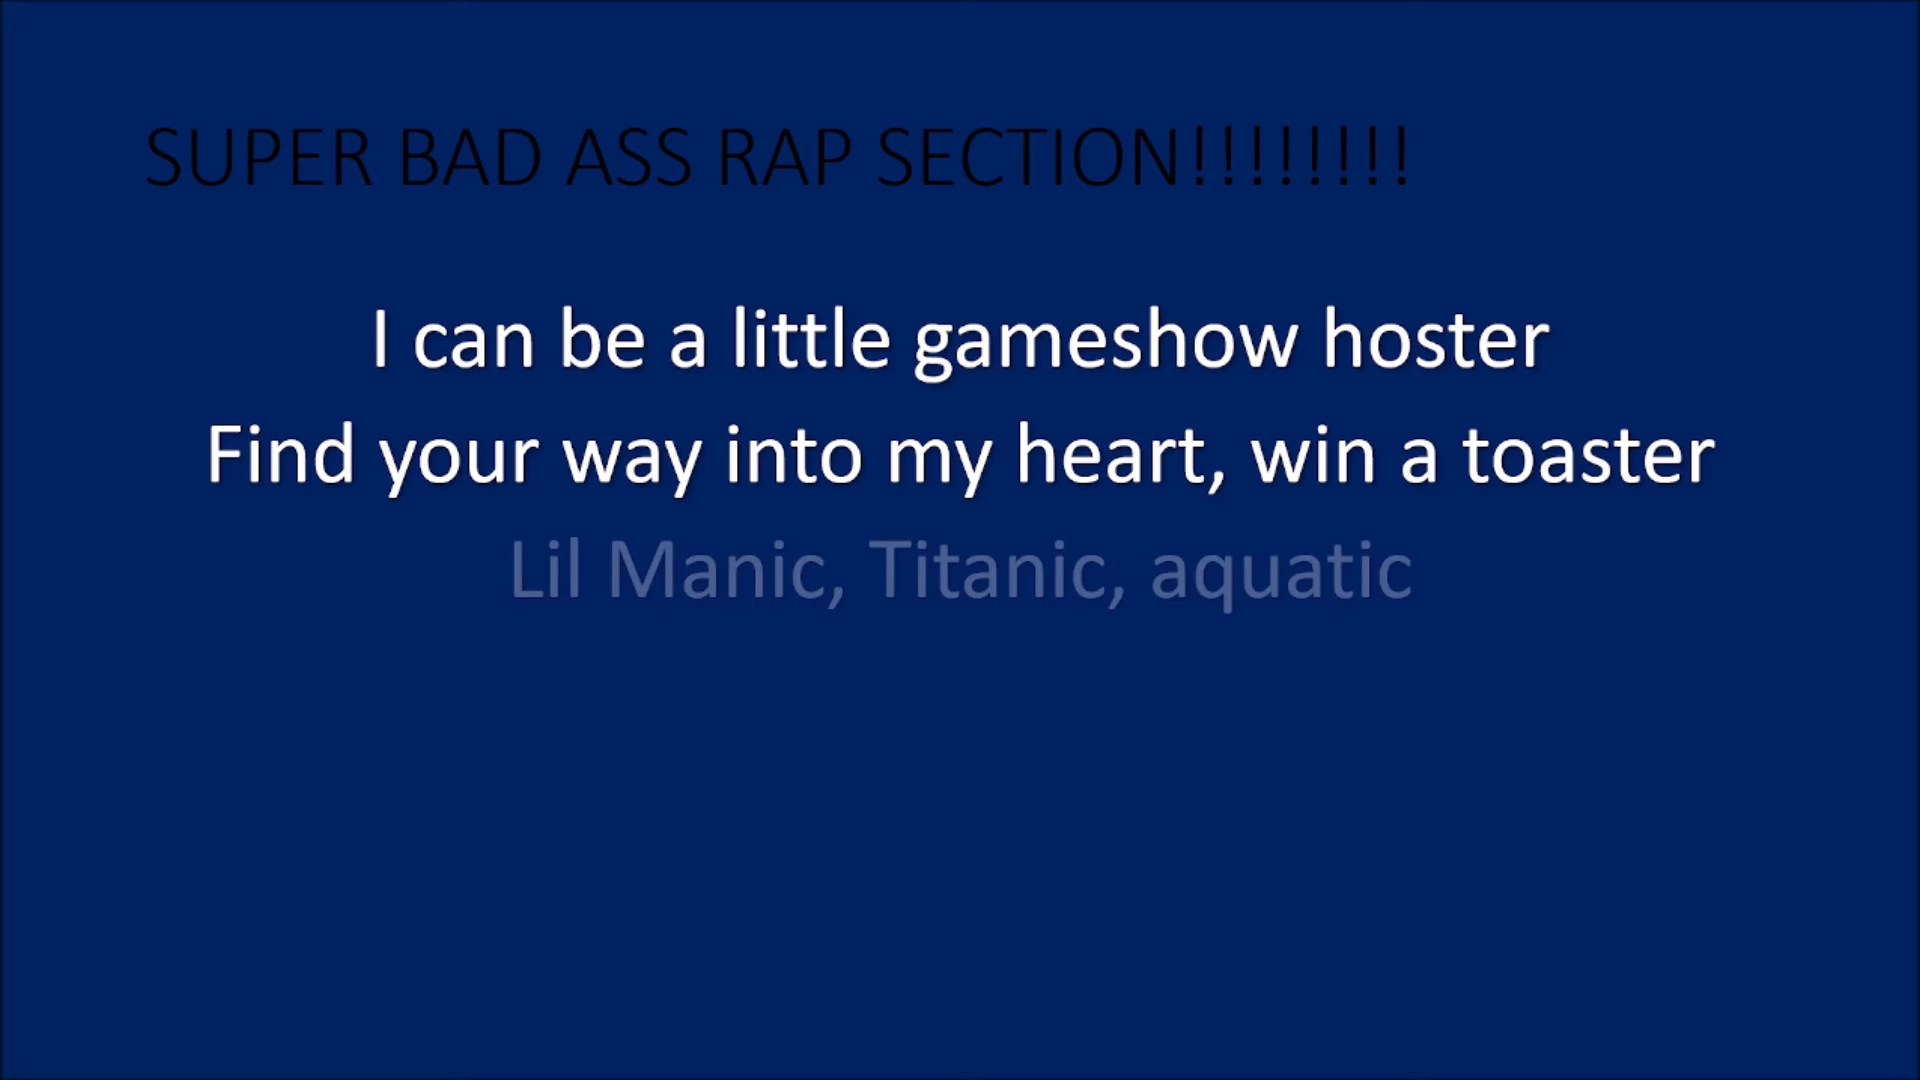 SUPER BAD ASS RAP SECTION!!!!!!!!
I can be a little gameshow hoster
Find your way into my heart, win a toaster
Lil Manic, Titanic, aquatic